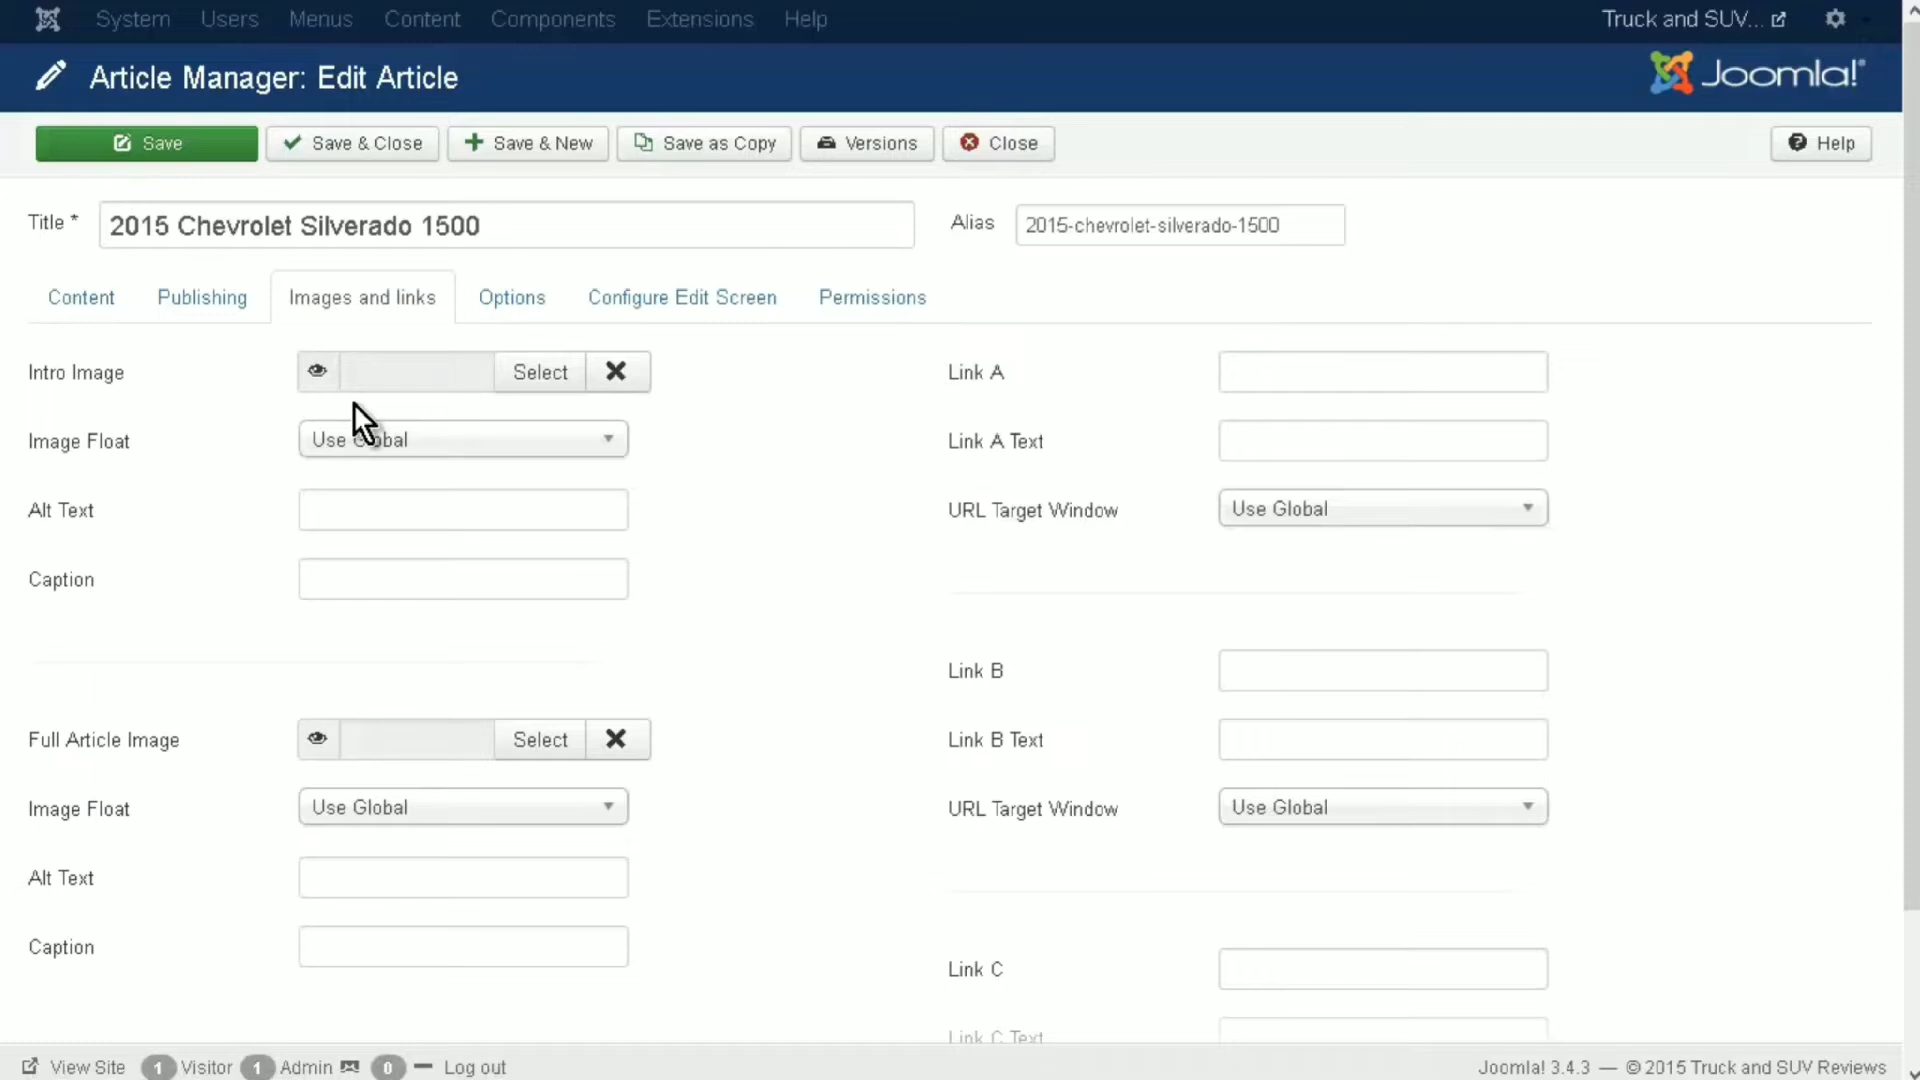 System Users Menus Content Components Extensions Help Truck and SUV...
Article Manager: Edit Article Joomla!®
Save Save & Close Save & New Save as Copy Versions Close Help
Title * 2015 Chevrolet Silverado 1500 Alias 2015-chevrolet-silverado-1500
Content Publishing Images and links Options Configure Edit Screen Permissions
Intro Image Select Link A
Image Float Use Global Link A Text
Alt Text URL Target Window Use Global
Caption
Link B
Full Article Image Select Link B Text
Image Float Use Global URL Target Window Use Global
Alt Text
Caption
Link C
Link C Text
View Site 1 Visitor 1 Admin 0 Log out Joomla! 3.4.3 — © 2015 Truck and SUV Reviews